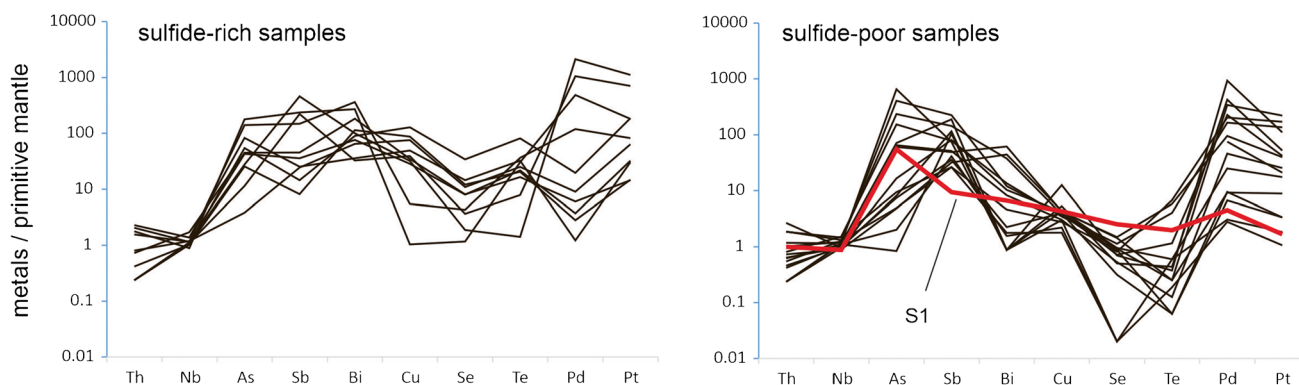 metals / primitive mantle
sulfide-rich samples
10000
1000
100
10
1
0.1
0.01
Th Nb As Sb Bi Cu Se Te Pd Pt
sulfide-poor samples
10000
1000
100
10
1
0.1
0.01
S1
Th Nb As Sb Bi Cu Se Te Pd Pt